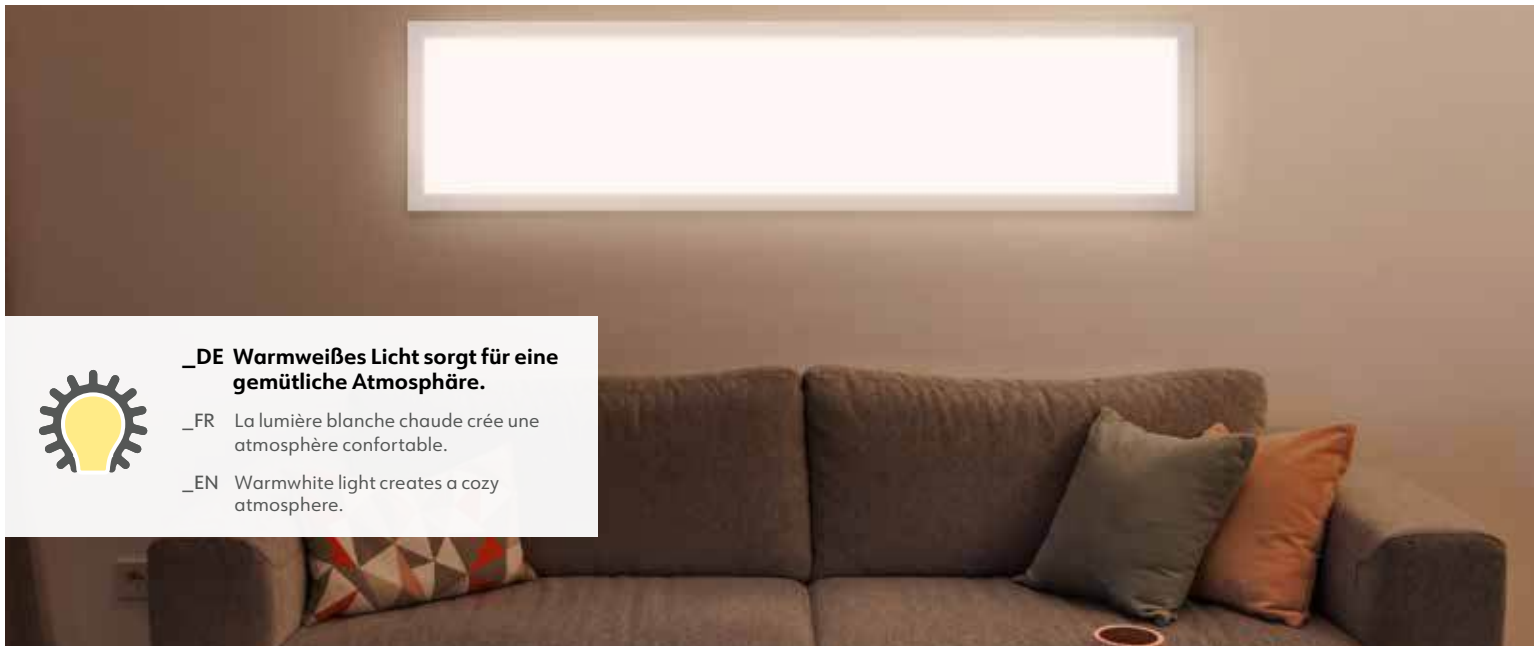 _DE Warmweißes Licht sorgt für eine
gemütliche Atmosphäre.
_FR La lumière blanche chaude crée une
atmosphère confortable.
_EN Warmwhite light creates a cozy
atmosphere.